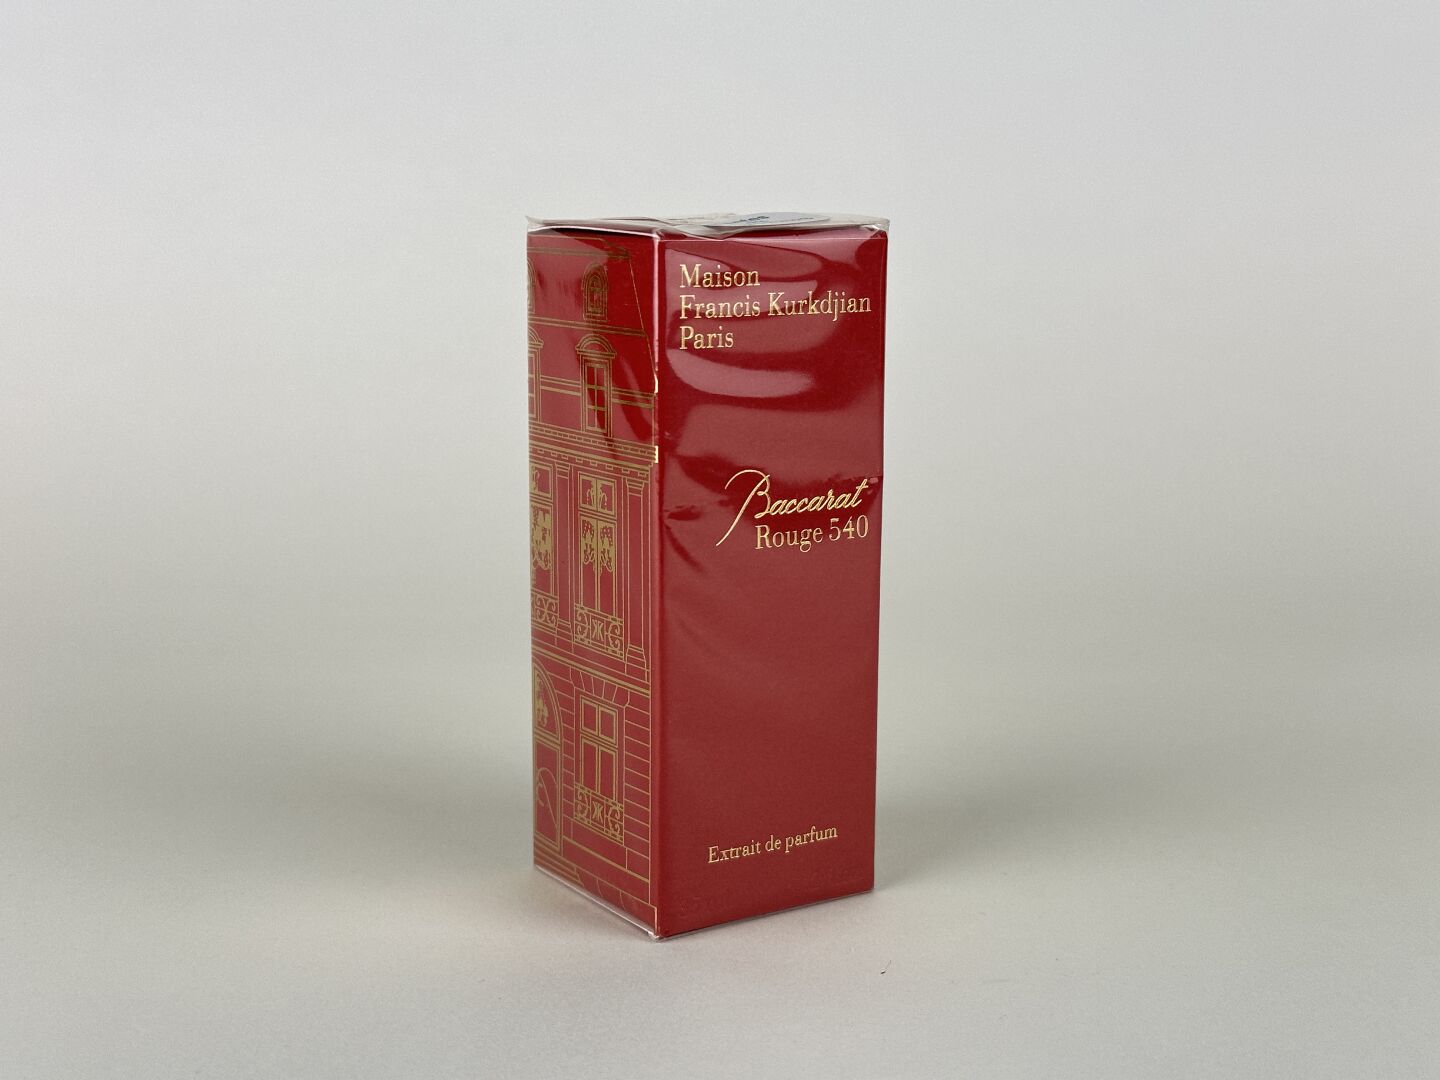 Maison
Francis Kurkdjian
Paris
Baccarat
Rouge 540
Extrait de parfum